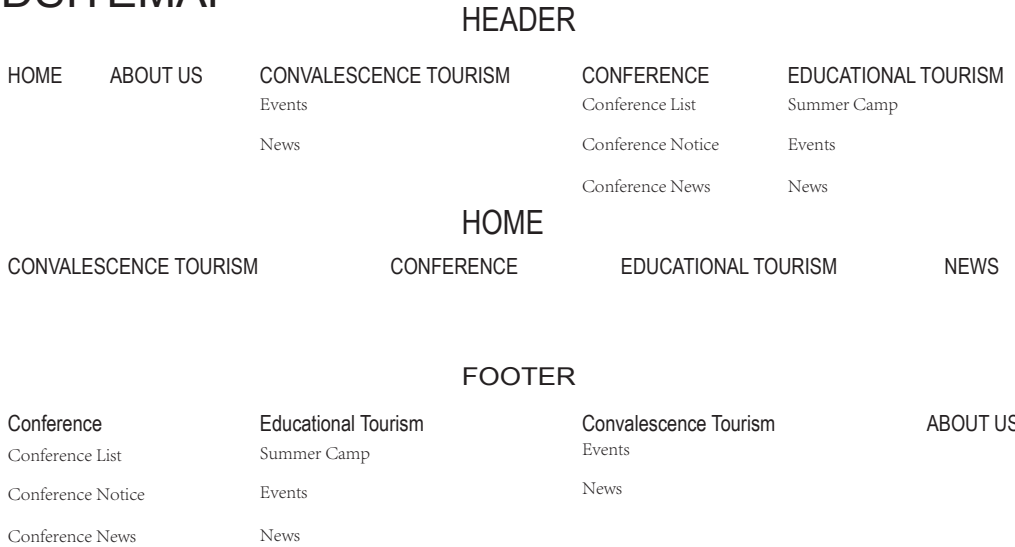 HEADER
HOME ABOUT US CONVALESCENCE TOURISM CONFERENCE EDUCATIONAL TOURISM
Events Conference List Summer Camp
News Conference Notice Events
Conference News News
HOME
CONVALESCENCE TOURISM CONFERENCE EDUCATIONAL TOURISM NEWS
FOOTER
Conference Educational Tourism Convalescence Tourism ABOUT US
Conference List Summer Camp Events
Conference Notice Events News
Conference News News